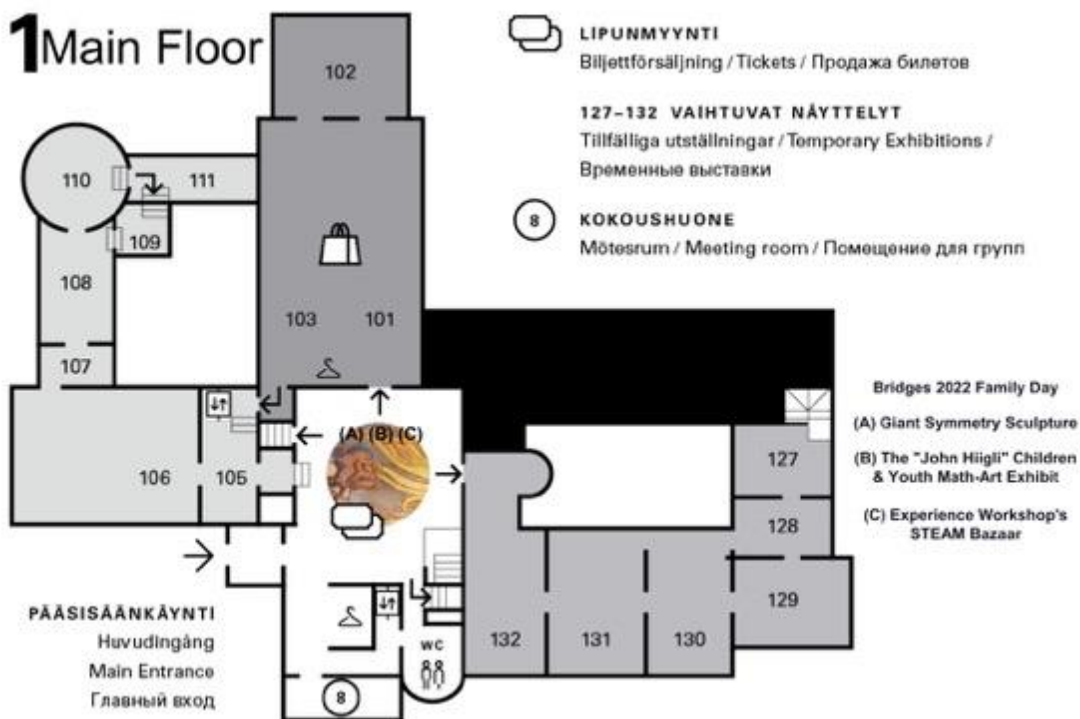 1 Main Floor
LIPUNMYYNTI
Biljettförsäljning / Tickets / Продажа билетов
127–132 VAIHTUVAT NÄYTTELYT
Tillfälliga utställningar / Temporary Exhibitions /
Временные выставки
8
KOKOUSHUONE
Mötesrum / Meeting room / Помещение для групп
102
110
111
109
108
103
101
107
106
105
(A) (B) (C)
127
128
129
132
131
130
WC
8
Bridges 2022 Family Day
(A) Giant Symmetry Sculpture
(B) The "John Hiigli" Children
& Youth Math-Art Exhibit
(C) Experience Workshop's
STEAM Bazaar
PÄÄSISÄÄNKÄYNTI
Huvudingång
Main Entrance
Главный вход